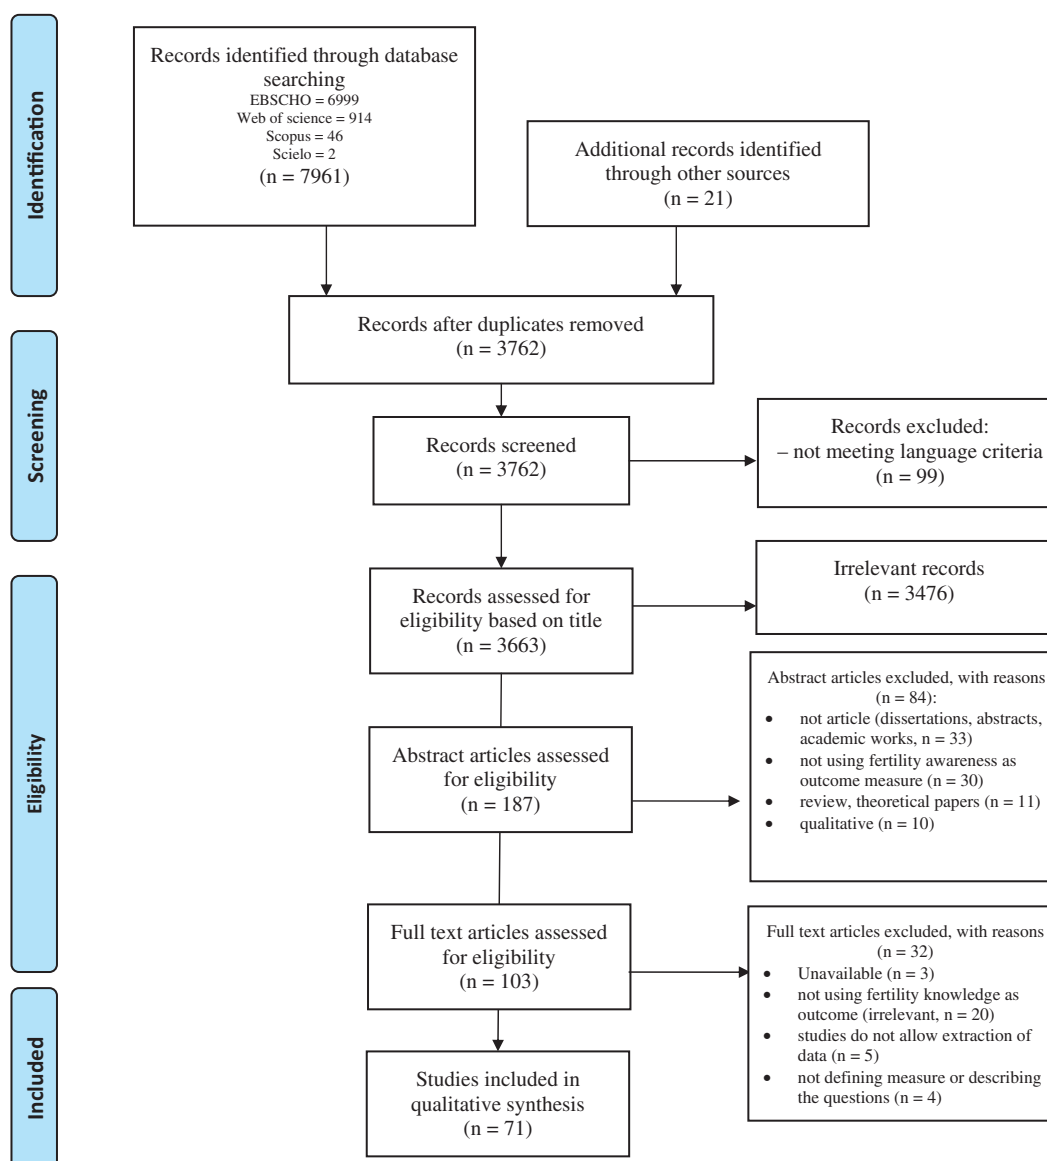 Identification
Records identified through database
searching
EBSCHO = 6999
Web of science = 914
Scopus = 46
Scielo = 2
(n = 7961)
Additional records identified
through other sources
(n = 21)
Records after duplicates removed
(n = 3762)
Screening
Records screened
(n = 3762)
Records excluded:
– not meeting language criteria
(n = 99)
Eligibility
Records assessed for
eligibility based on title
(n = 3663)
Irrelevant records
(n = 3476)
Abstract articles assessed
for eligibility
(n = 187)
Abstract articles excluded, with reasons
(n = 84):
• not article (dissertations, abstracts,
academic works, n = 33)
• not using fertility awareness as
outcome measure (n = 30)
• review, theoretical papers (n = 11)
• qualitative (n = 10)
Full text articles assessed
for eligibility
(n = 103)
Full text articles excluded, with reasons
(n = 32)
• Unavailable (n = 3)
• not using fertility knowledge as
outcome (irrelevant, n = 20)
• studies do not allow extraction of
data (n = 5)
• not defining measure or describing
the questions (n = 4)
Included
Studies included in
qualitative synthesis
(n = 71)